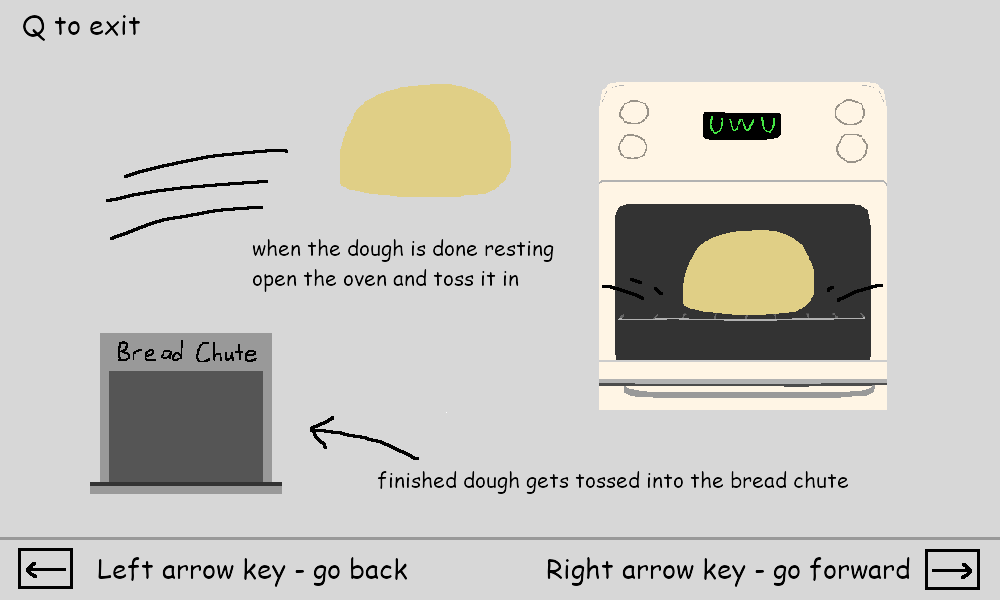 Q to exit
UWU
when the dough is done resting
open the oven and toss it in
Bread Chute
finished dough gets tossed into the bread chute
Left arrow key - go back
Right arrow key - go forward